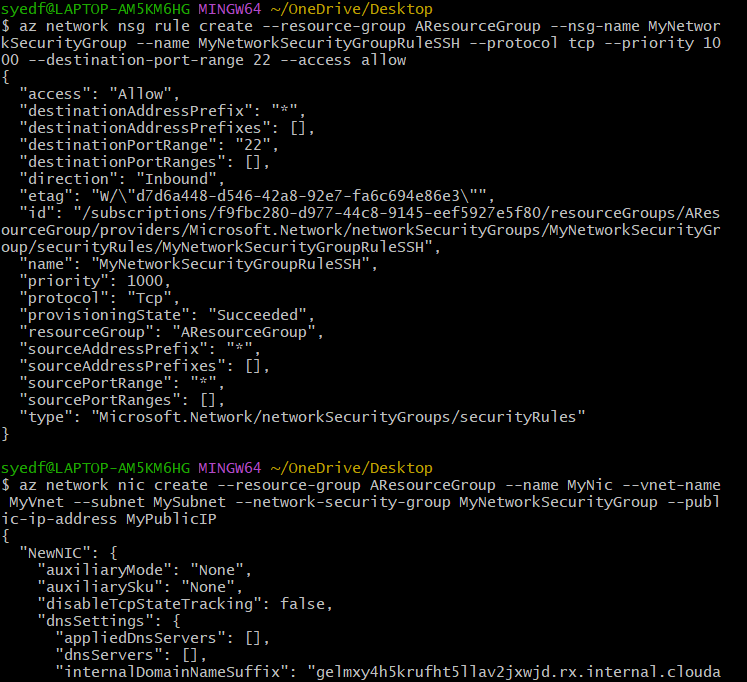 syedf@LAPTOP-AM5KM6HG MINGW64 ~/OneDrive/Desktop
$ az network nsg rule create --resource-group AResourceGroup --nsg-name MyNetwor
kSecurityGroup --name MyNetworkSecurityGroupRuleSSH --protocol tcp --priority 10
00 --destination-port-range 22 --access allow
{
  "access": "Allow",
  "destinationAddressPrefix": "*",
  "destinationAddressPrefixes": [],
  "destinationPortRange": "22",
  "destinationPortRanges": [],
  "direction": "Inbound",
  "etag": "W/\"d7d6a448-d546-42a8-92e7-fa6c694e86e3\"",
  "id": "/subscriptions/f9fbc280-d977-44c8-9145-eef5927e5f80/resourceGroups/ARes
ourceGroup/providers/Microsoft.Network/networkSecurityGroups/MyNetworkSecurityGr
oup/securityRules/MyNetworkSecurityGroupRuleSSH",
  "name": "MyNetworkSecurityGroupRuleSSH",
  "priority": 1000,
  "protocol": "Tcp",
  "provisioningState": "Succeeded",
  "resourceGroup": "AResourceGroup",
  "sourceAddressPrefix": "*",
  "sourceAddressPrefixes": [],
  "sourcePortRange": "*",
  "sourcePortRanges": [],
  "type": "Microsoft.Network/networkSecurityGroups/securityRules"
}
syedf@LAPTOP-AM5KM6HG MINGW64 ~/OneDrive/Desktop
$ az network nic create --resource-group AResourceGroup --name MyNic --vnet-name
 MyVnet --subnet MySubnet --network-security-group MyNetworkSecurityGroup --publ
ic-ip-address MyPublicIP
{
  "NewNIC": {
    "auxiliaryMode": "None",
    "auxiliarySku": "None",
    "disableTcpStateTracking": false,
    "dnsSettings": {
      "appliedDnsServers": [],
      "dnsServers": [],
      "internalDomainNameSuffix": "gelmxy4h5krufht5llav2jxwjd.rx.internal.clouda